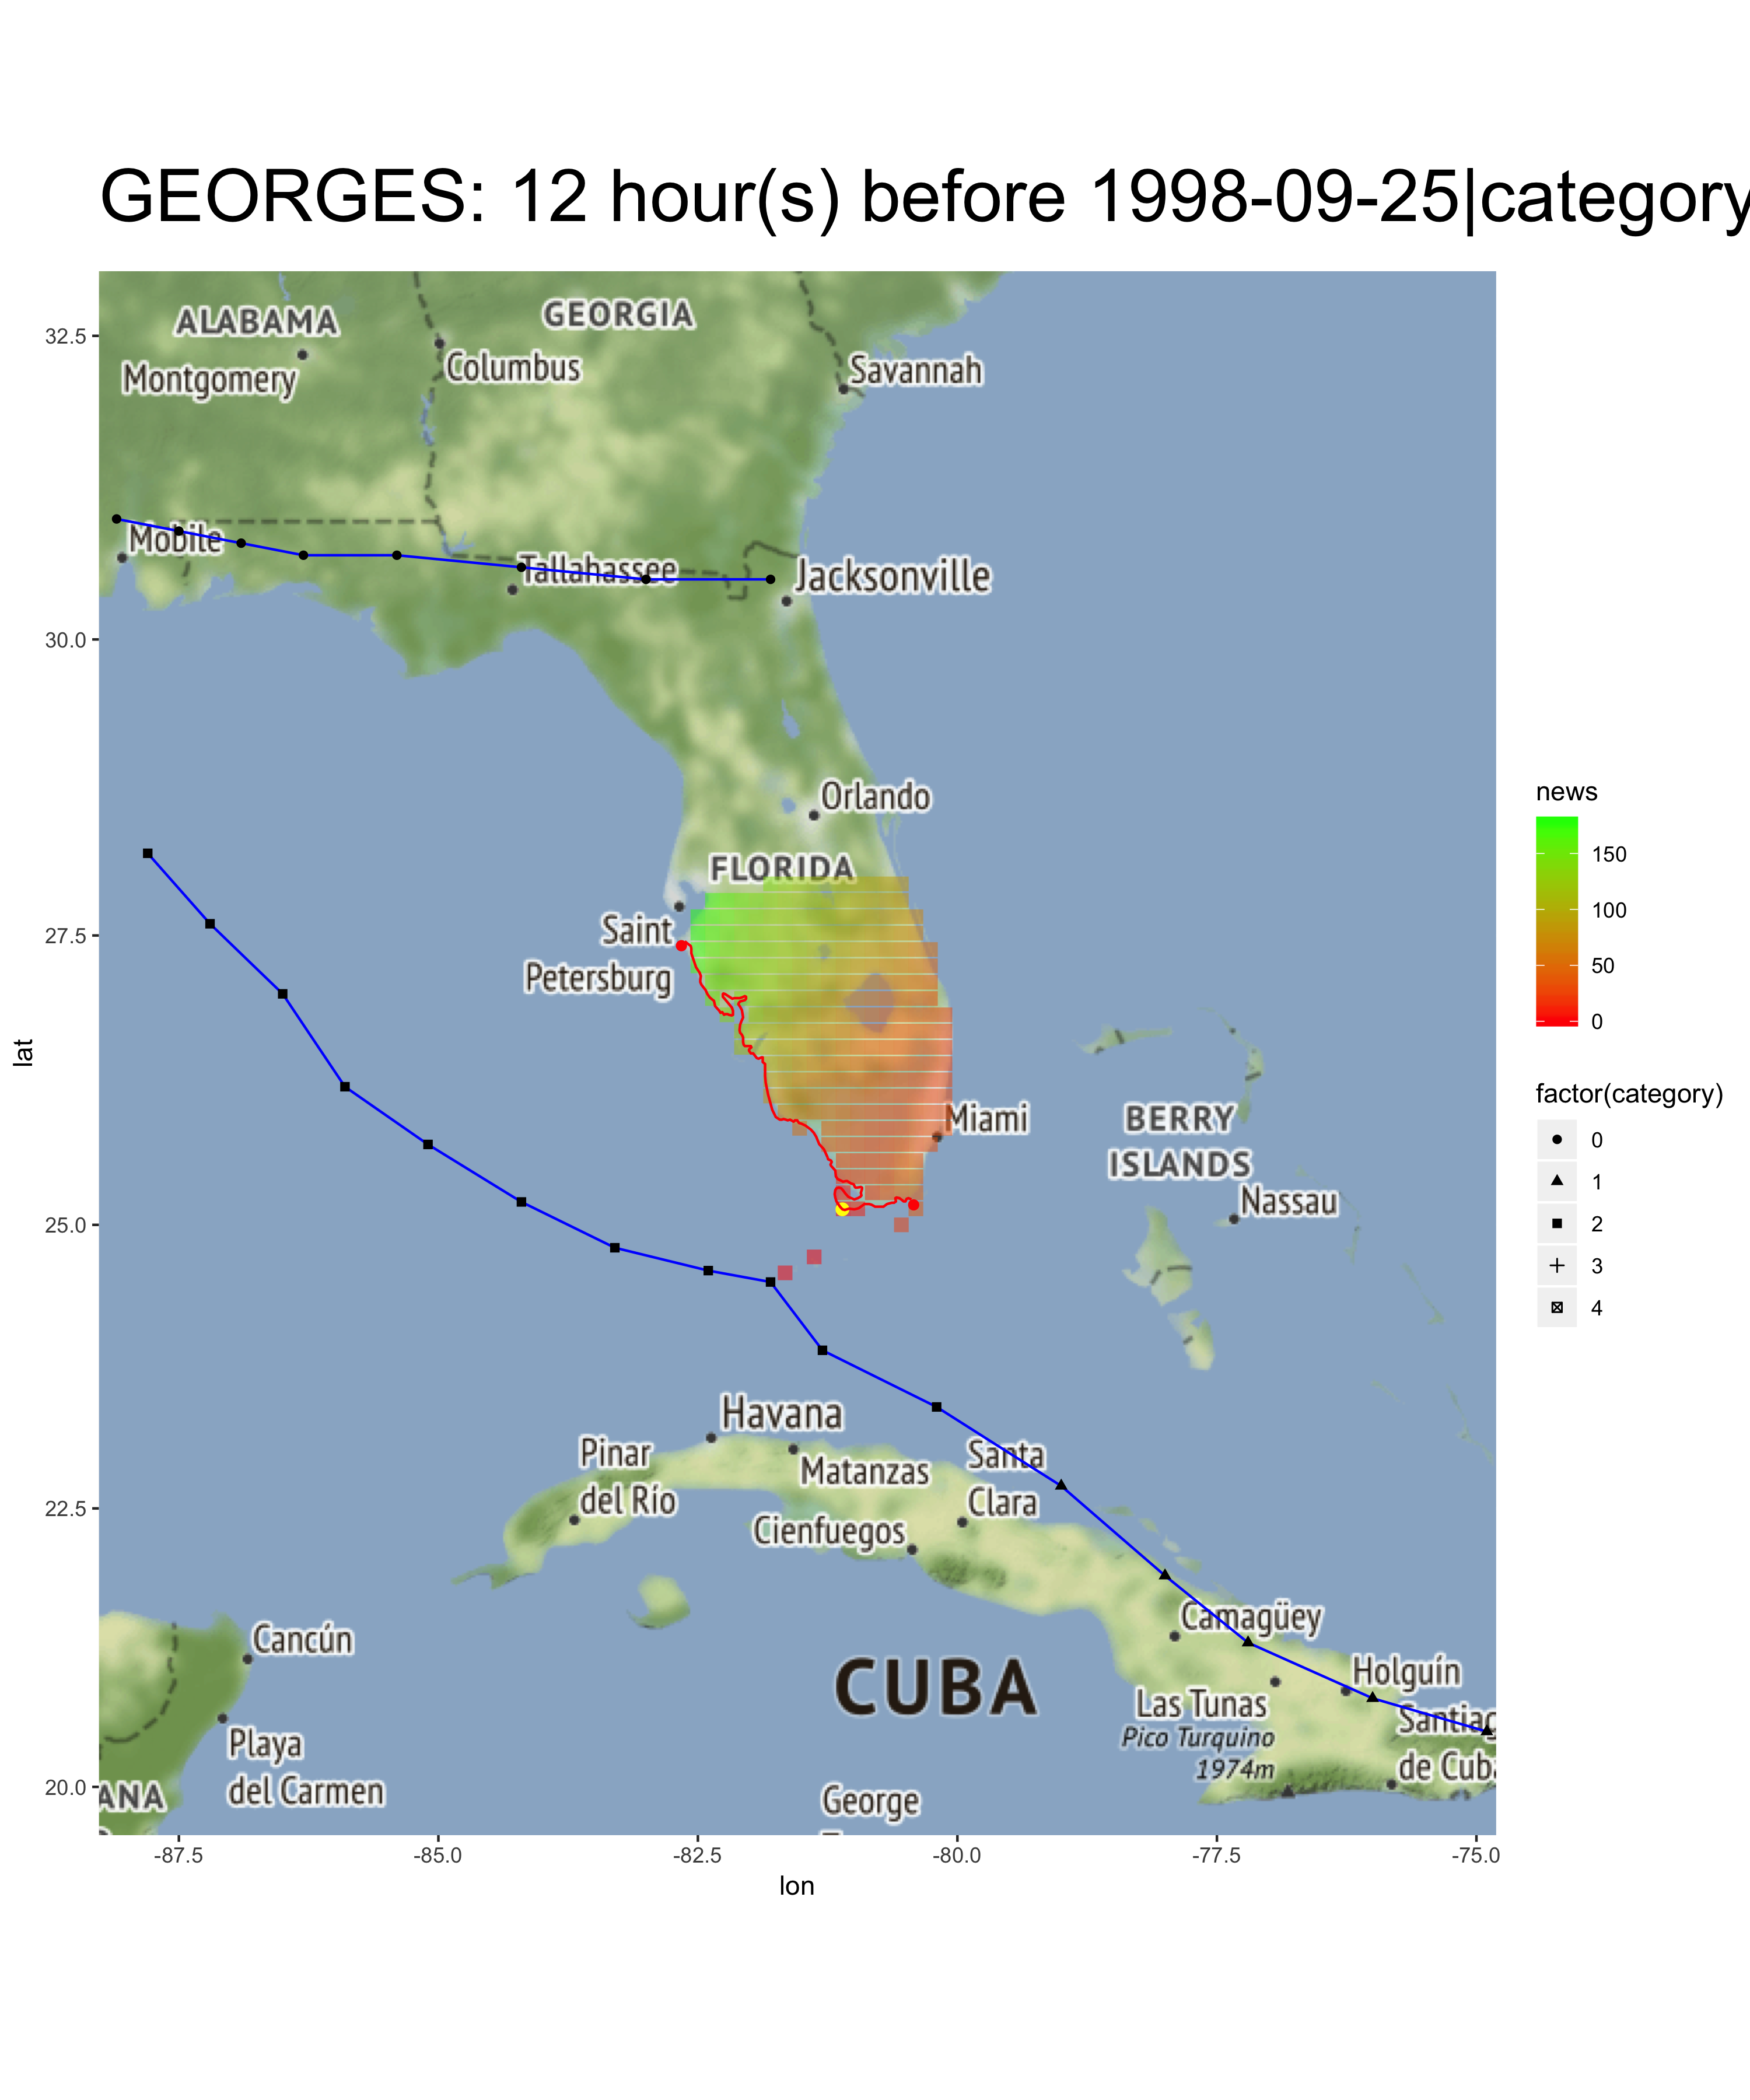 GEORGES: 12 hour(s) before 1998-09-25|category
ALABAMA
GEORGIA
Montgomery
Columbus
Savannah
Mobile
Tallahassee
Jacksonville
Orlando
FLORIDA
Saint
Petersburg
Miami
BERRY
ISLANDS
Nassau
Havana
Pinar
del Río
Matanzas
Santa
Clara
Cienfuegos
Camagüey
Cancún
Holguín
CUBA
Las Tunas
Santiag
de Cuba
Pico Turquino
1974m
Playa
del Carmen
ANA
George
32.5
30.0
27.5
25.0
22.5
20.0
lat
-87.5
-85.0
-82.5
-80.0
-77.5
-75.0
lon
news
150
100
50
0
factor(category)
0
1
2
3
4